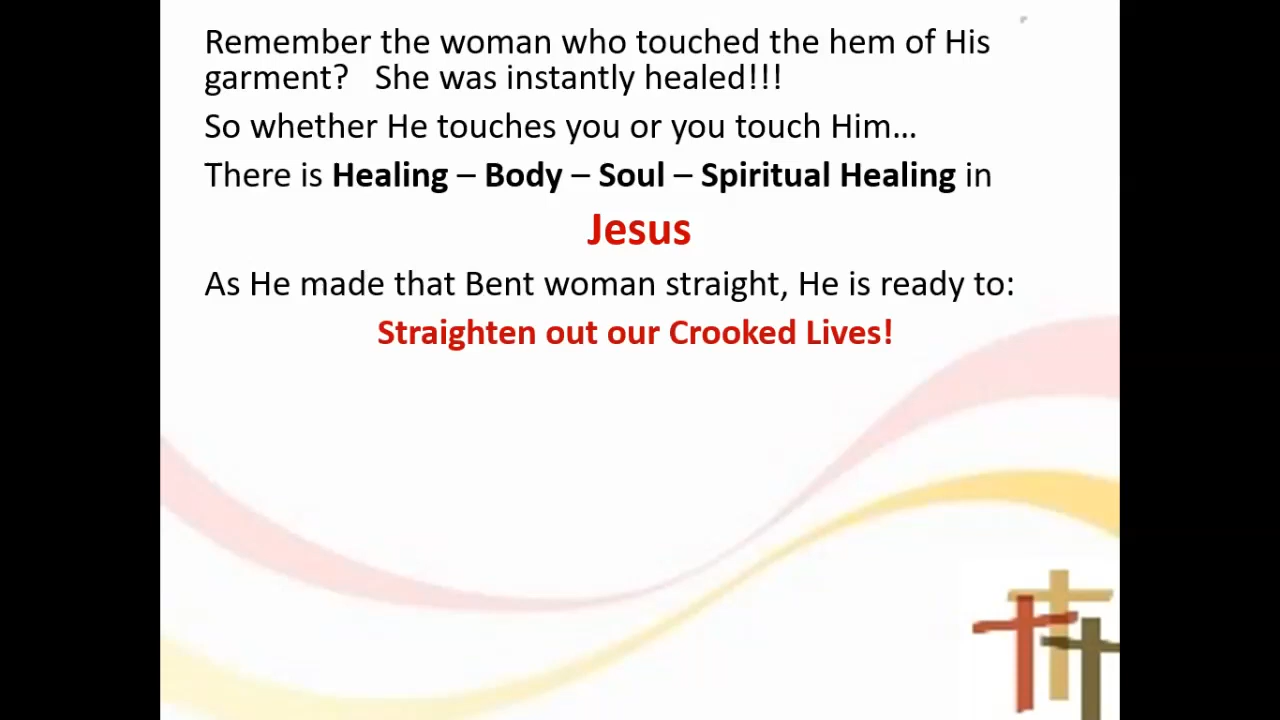 Remember the woman who touched the hem of His
garment? She was instantly healed!!!
So whether He touches you or you touch Him…
There is Healing – Body – Soul – Spiritual Healing in
Jesus
As He made that Bent woman straight, He is ready to:
Straighten out our Crooked Lives!